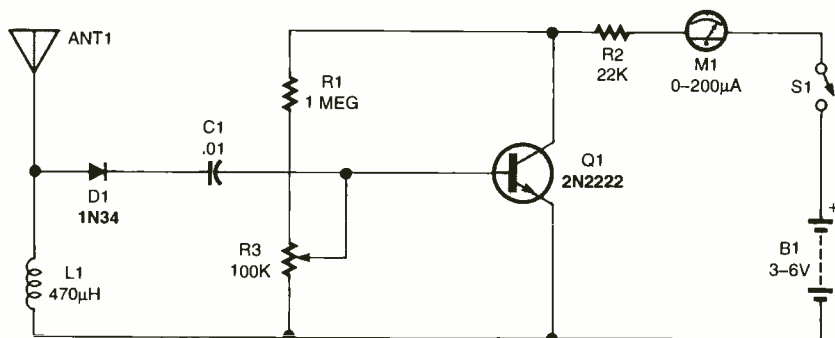 ANT1
R1
1 MEG
R2
22K
M1
0–200µA
S1
C1
.01
D1
1N34
Q1
2N2222
R3
100K
L1
470µH
+
B1
3–6V